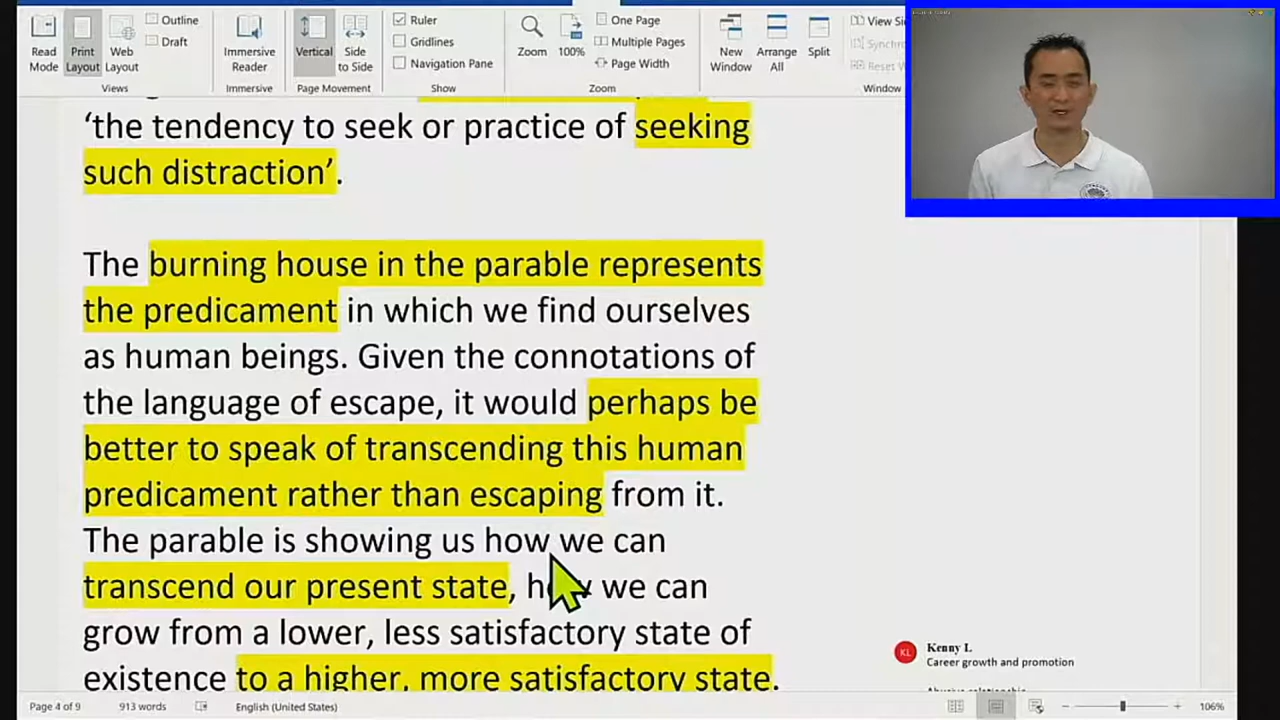 Read Mode
Print Layout
Web Layout
Outline
Draft
Views
Immersive Reader
Immersive
Vertical
Side to Side
Page Movement
Ruler
Gridlines
Navigation Pane
Show
Zoom
100%
One Page
Multiple Pages
Page Width
Zoom
New Window
Arrange All
Split
View Si
Synchro
Reset W
Window
‘the tendency to seek or practice of seeking
such distraction’.
The burning house in the parable represents
the predicament in which we find ourselves
as human beings. Given the connotations of
the language of escape, it would perhaps be
better to speak of transcending this human
predicament rather than escaping from it.
The parable is showing us how we can
transcend our present state, how we can
grow from a lower, less satisfactory state of
existence to a higher, more satisfactory state.
KL
Kenny L
Career growth and promotion
Abusive relationship
Page 4 of 9
913 words
English (United States)
106%